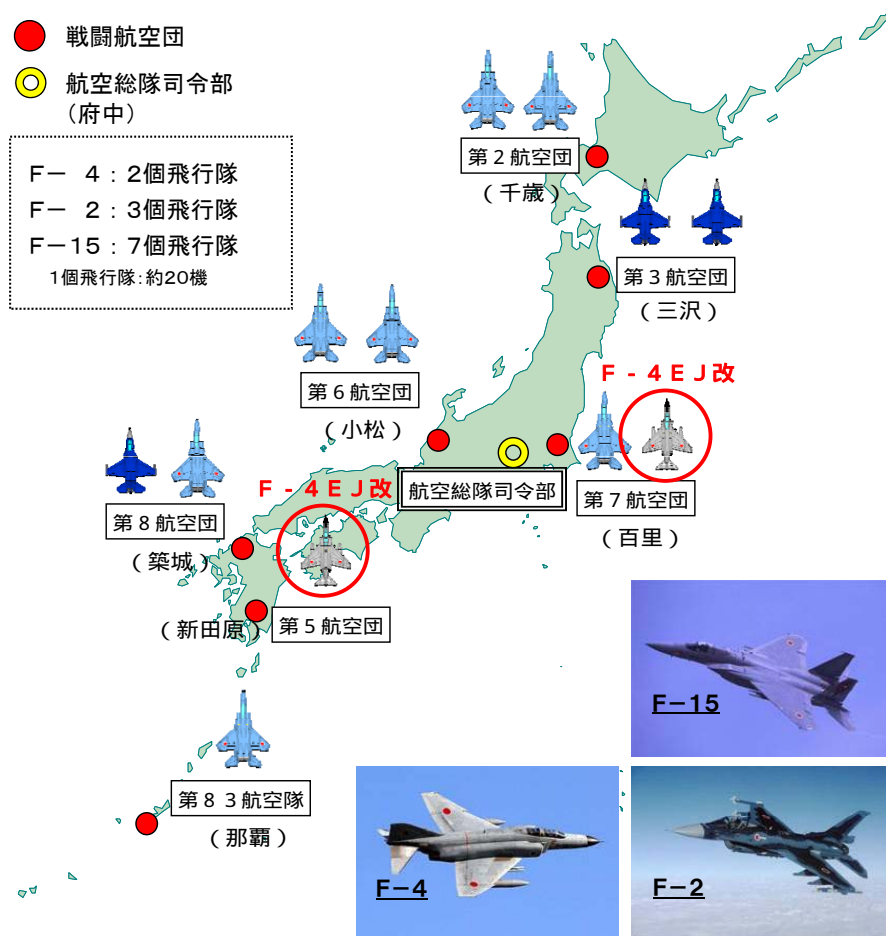 戦闘航空団
航空総隊司令部
(府中)
F－ 4：2個飛行隊
F－ 2：3個飛行隊
F－15：7個飛行隊
1個飛行隊：約20機
第２航空団
(千歳)
第３航空団
(三沢)
第６航空団
(小松)
F-4EJ改
航空総隊司令部
第７航空団
(百里)
第８航空団
(築城)
F-4EJ改
(新田原)
第５航空団
第８３航空隊
(那覇)
F－15
F－4
F－2